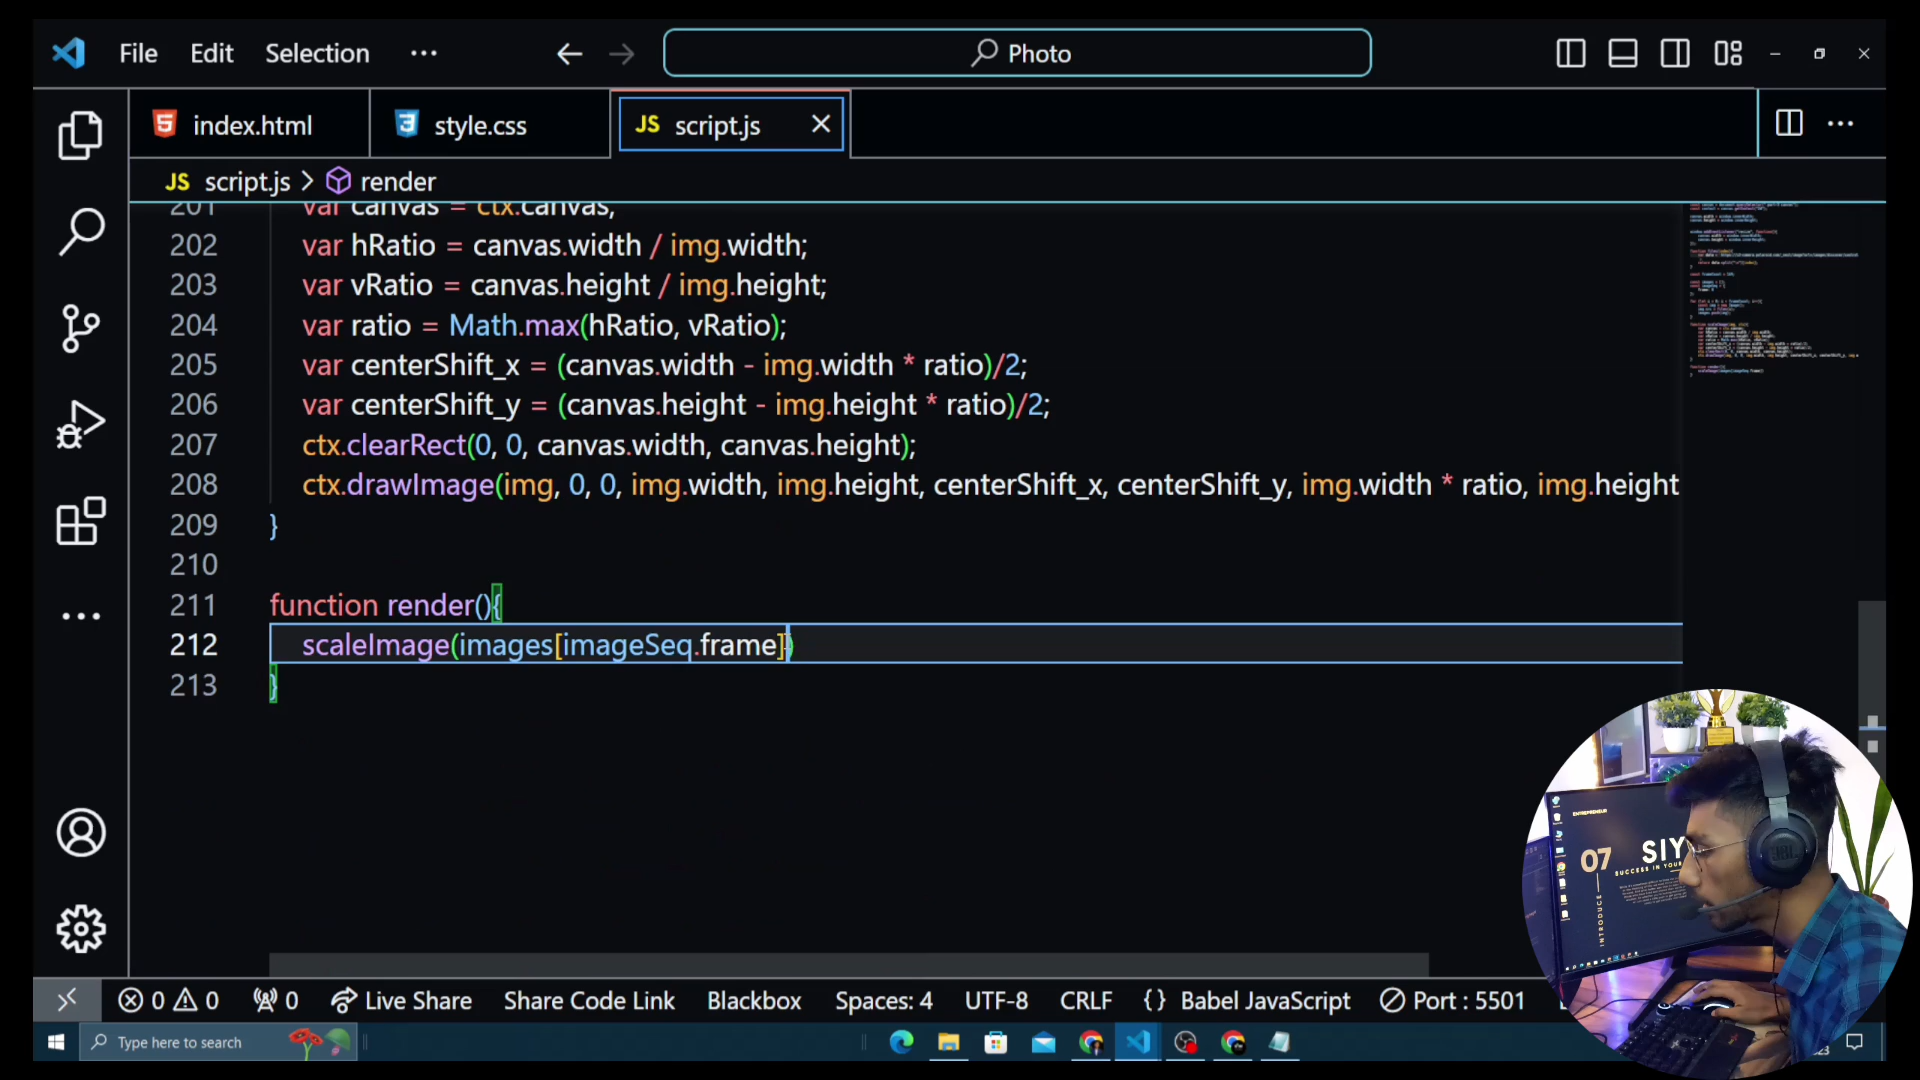 File Edit Selection ···
Photo
index.html
style.css
JS script.js
JS script.js > render
201 var canvas = ctx.canvas,
202 var hRatio = canvas.width / img.width;
203 var vRatio = canvas.height / img.height;
204 var ratio = Math.max(hRatio, vRatio);
205 var centerShift_x = (canvas.width - img.width * ratio)/2;
206 var centerShift_y = (canvas.height - img.height * ratio)/2;
207 ctx.clearRect(0, 0, canvas.width, canvas.height);
208 ctx.drawImage(img, 0, 0, img.width, img.height, centerShift_x, centerShift_y, img.width * ratio, img.height
209 }
210
211 function render(){
212 scaleImage(images[imageSeq.frame])
213 }
ENTREPRENEUR
07
SIY
SUCCESS IN YOUR
INTRODUCE
0 0 0 Live Share Share Code Link Blackbox Spaces: 4 UTF-8 CRLF {} Babel JavaScript Port : 5501
Type here to search